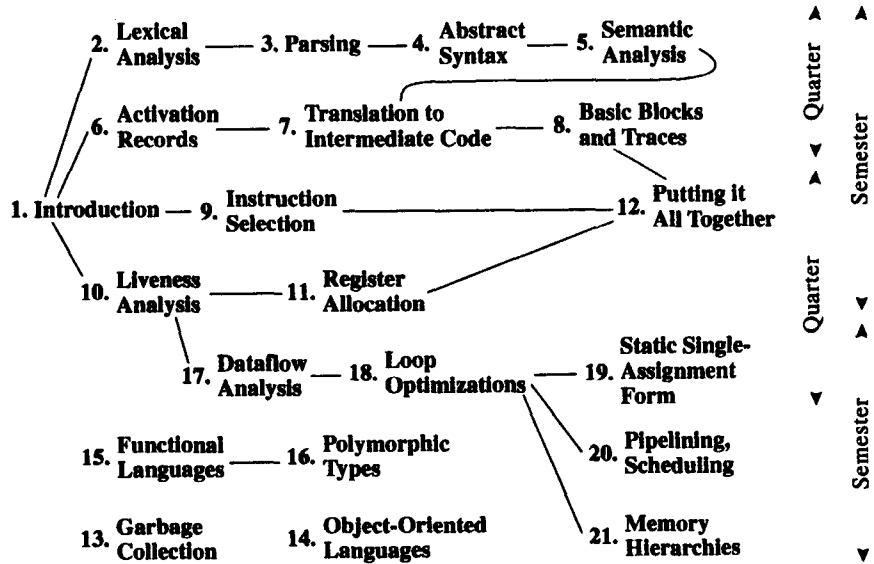 2. Lexical Analysis
3. Parsing
4. Abstract Syntax
5. Semantic Analysis
6. Activation Records
7. Translation to Intermediate Code
8. Basic Blocks and Traces
1. Introduction
9. Instruction Selection
12. Putting it All Together
10. Liveness Analysis
11. Register Allocation
17. Dataflow Analysis
18. Loop Optimizations
19. Static Single-Assignment Form
15. Functional Languages
16. Polymorphic Types
20. Pipelining, Scheduling
13. Garbage Collection
14. Object-Oriented Languages
21. Memory Hierarchies
Quarter
Quarter
Semester
Semester